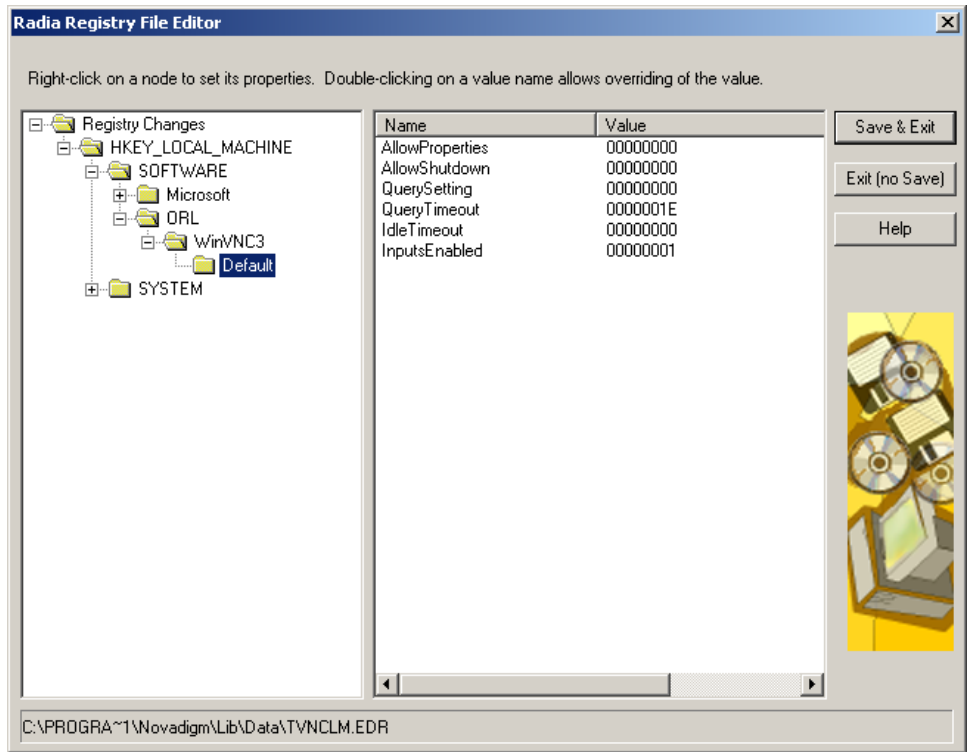 Radia Registry File Editor
Right-click on a node to set its properties. Double-clicking on a value name allows overriding of the value.
Registry Changes
HKEY_LOCAL_MACHINE
SOFTWARE
Microsoft
ORL
WinVNC3
Default
SYSTEM
Name Value
AllowProperties 00000000
AllowShutdown 00000000
QuerySetting 00000000
QueryTimeout 0000001E
IdleTimeout 00000000
InputsEnabled 00000001
Save & Exit
Exit (no Save)
Help
C:\PROGRA~1\Novadigm\Lib\Data\TVNCLM.EDR